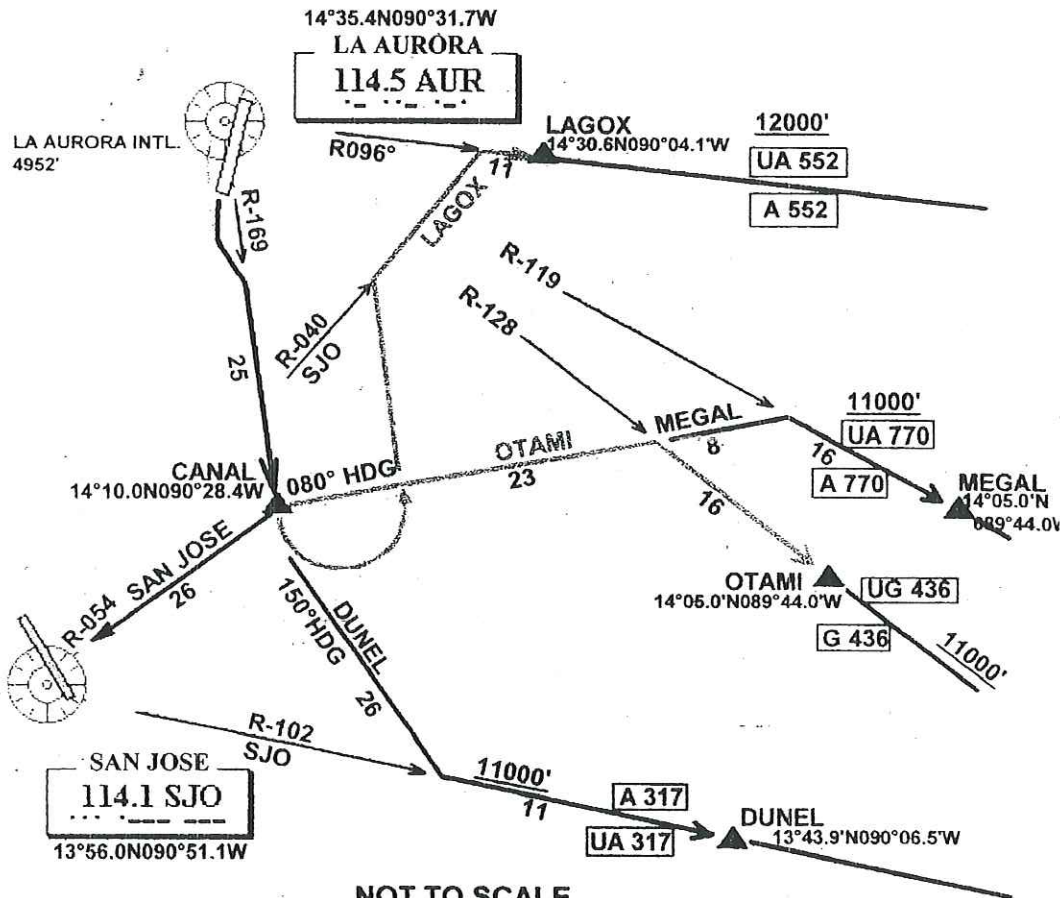 14°35.4N090°31.7W
LA AURORA
114.5 AUR
LA AURORA INTL.
4952'
R096°
LAGOX
14°30.6N090°04.1'W
11
12000'
UA 552
A 552
LAGOX
R-169
R-119
R-128
R-040
SJO
25
11000'
UA 770
A 770
16
MEGAL
8
OTAMI
23
MEGAL
14°05.0'N
089°44.0'W
CANAL
14°10.0N090°28.4W
080° HDG
16
SAN JOSE
26
R-054
OTAMI
14°05.0'N089°44.0'W
UG 436
G 436
11000'
DUNEL
150°HDG
26
R-102
SJO
SAN JOSE
114.1 SJO
13°56.0N090°51.1W
11000'
11
A 317
UA 317
DUNEL
13°43.9'N090°06.5'W
NOT TO SCALE